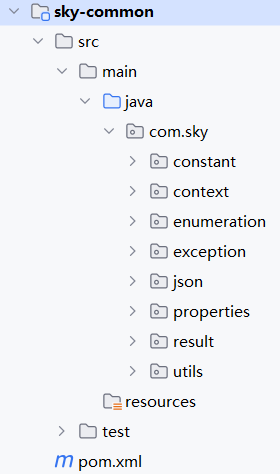 sky-common
src
main
java
com.sky
constant
context
enumeration
exception
json
properties
result
utils
resources
test
pom.xml